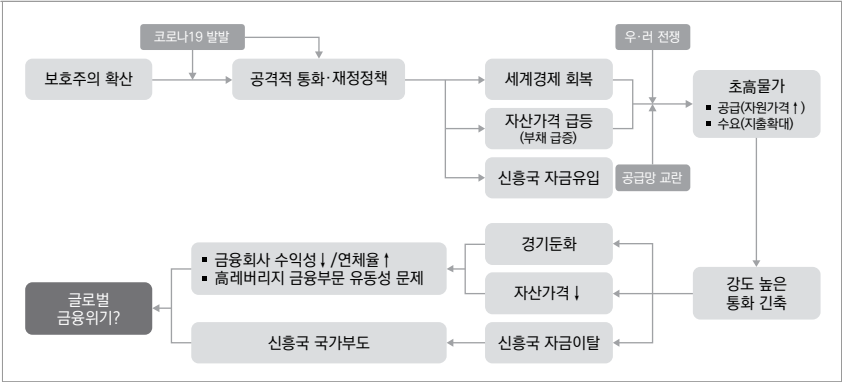 코로나19 발발
우·러 전쟁
보호주의 확산
공격적 통화·재정정책
세계경제 회복
초高물가
▪ 공급(자원가격↑)
▪ 수요(지출확대)
자산가격 급등
(부채 급증)
신흥국 자금유입
공급망 교란
경기둔화
▪ 금융회사 수익성↓/연체율↑
▪ 高레버리지 금융부문 유동성 문제
자산가격↓
강도 높은
통화 긴축
글로벌
금융위기?
신흥국 국가부도
신흥국 자금이탈